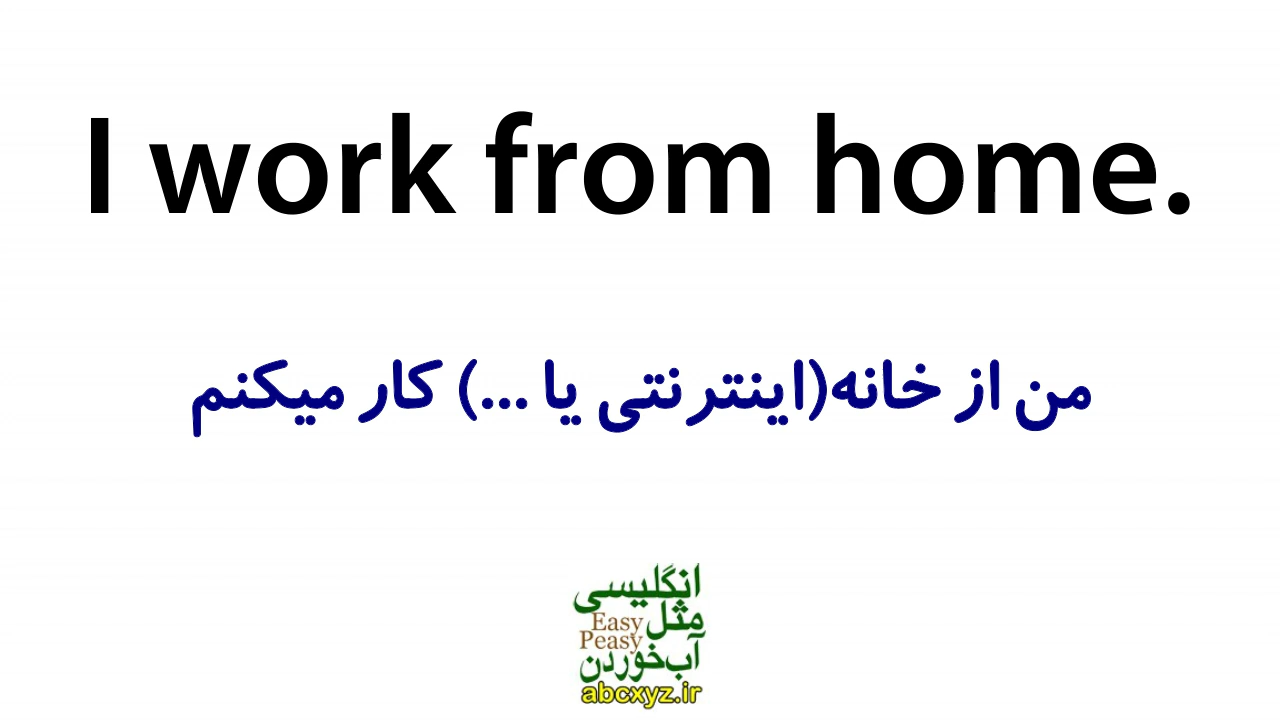 I work from home.
من از خانه(اینترنتی یا ...) کار میکنم
انگلیسی
مثل
Easy
Peasy
آب‌خوردن
abcxyz.ir